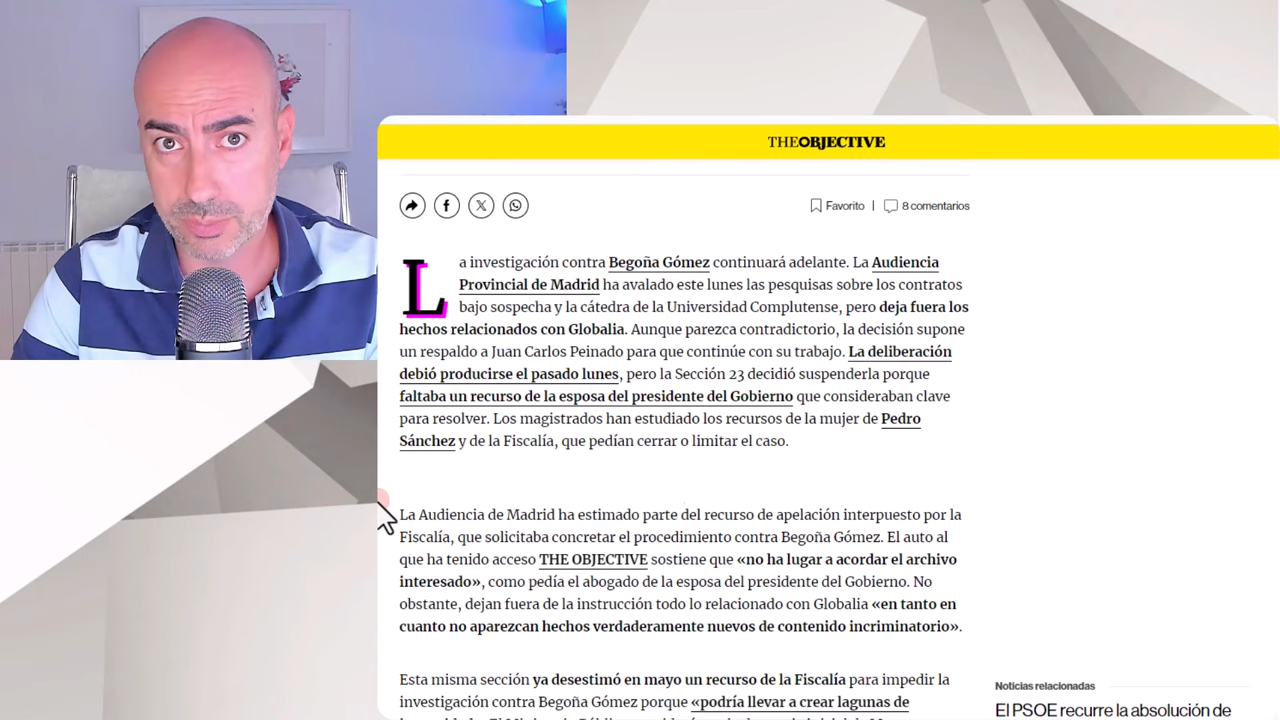 THEOBJECTIVE
Favorito | 8 comentarios
La investigación contra Begoña Gómez continuará adelante. La Audiencia
Provincial de Madrid ha avalado este lunes las pesquisas sobre los contratos
bajo sospecha y la cátedra de la Universidad Complutense, pero deja fuera los
hechos relacionados con Globalia. Aunque parezca contradictorio, la decisión supone
un respaldo a Juan Carlos Peinado para que continúe con su trabajo. La deliberación
debió producirse el pasado lunes, pero la Sección 23 decidió suspenderla porque
faltaba un recurso de la esposa del presidente del Gobierno que consideraban clave
para resolver. Los magistrados han estudiado los recursos de la mujer de Pedro
Sánchez y de la Fiscalía, que pedían cerrar o limitar el caso.
La Audiencia de Madrid ha estimado parte del recurso de apelación interpuesto por la
Fiscalía, que solicitaba concretar el procedimiento contra Begoña Gómez. El auto al
que ha tenido acceso THE OBJECTIVE sostiene que «no ha lugar a acordar el archivo
interesado», como pedía el abogado de la esposa del presidente del Gobierno. No
obstante, dejan fuera de la instrucción todo lo relacionado con Globalia «en tanto en
cuanto no aparezcan hechos verdaderamente nuevos de contenido incriminatorio».
Esta misma sección ya desestimó en mayo un recurso de la Fiscalía para impedir la
investigación contra Begoña Gómez porque «podría llevar a crear lagunas de
Noticias relacionadas
El PSOE recurre la absolución de